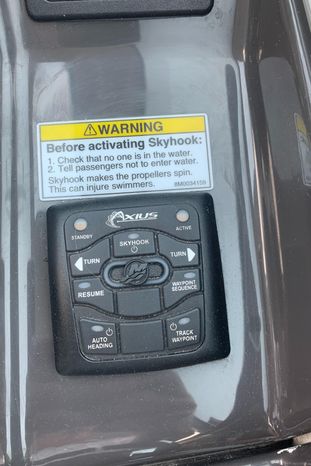 WARNING
Before activating Skyhook:
1. Check that no one is in the water.
2. Tell passengers not to enter water.
Skyhook makes the propellers spin.
This can injure swimmers. 8M0034159
AXIUS
STANDBY ACTIVE
SKYHOOK
TURN TURN
RESUME WAYPOINT
SEQUENCE
AUTO
HEADING
TRACK
WAYPOINT